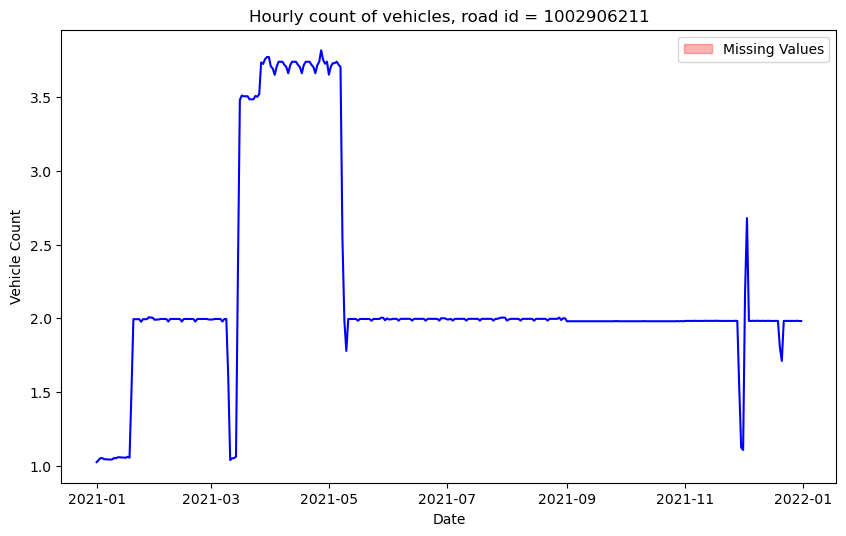 Hourly count of vehicles, road id = 1002906211
Missing Values
Vehicle Count
3.5
3.0
2.5
2.0
1.5
1.0
2021-01 2021-03 2021-05 2021-07 2021-09 2021-11 2022-01
Date